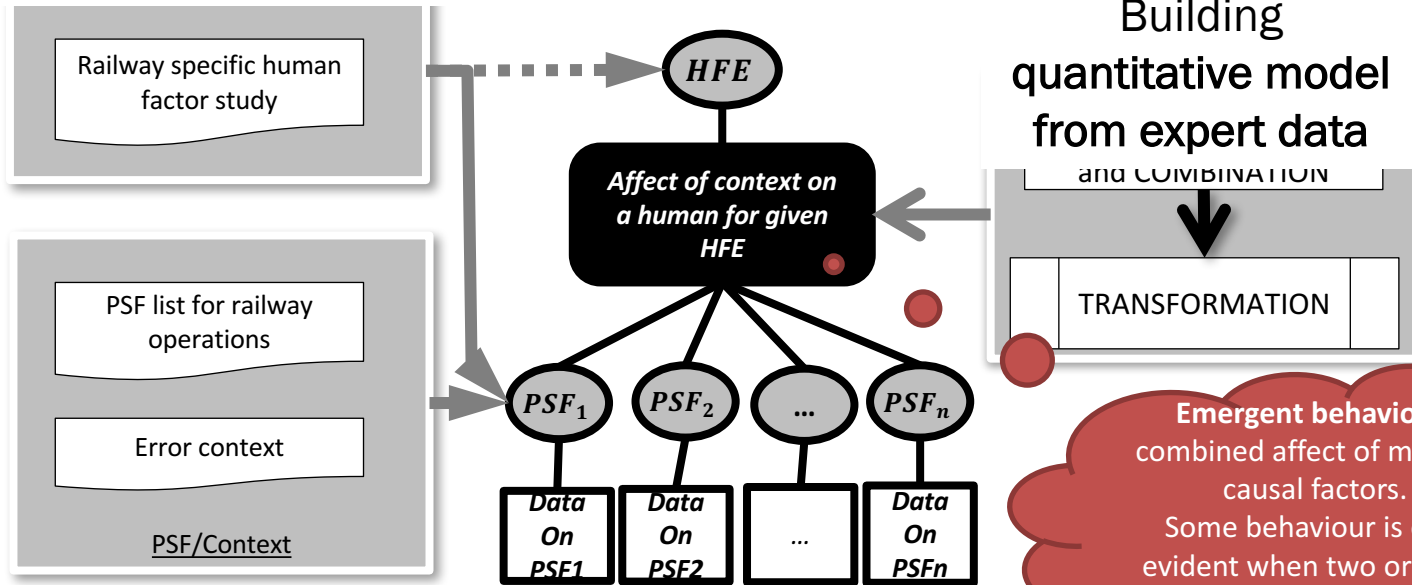 Railway specific human
factor study
PSF list for railway
operations
Error context
PSF/Context
HFE
Affect of context on
a human for given
HFE
PSF₁
PSF₂
...
PSFₙ
Data
On
PSF1
Data
On
PSF2
...
Data
On
PSFn
Building
quantitative model
from expert data
and COMBINATION
TRANSFORMATION
Emergent behavio
combined affect of m
causal factors.
Some behaviour is
evident when two or